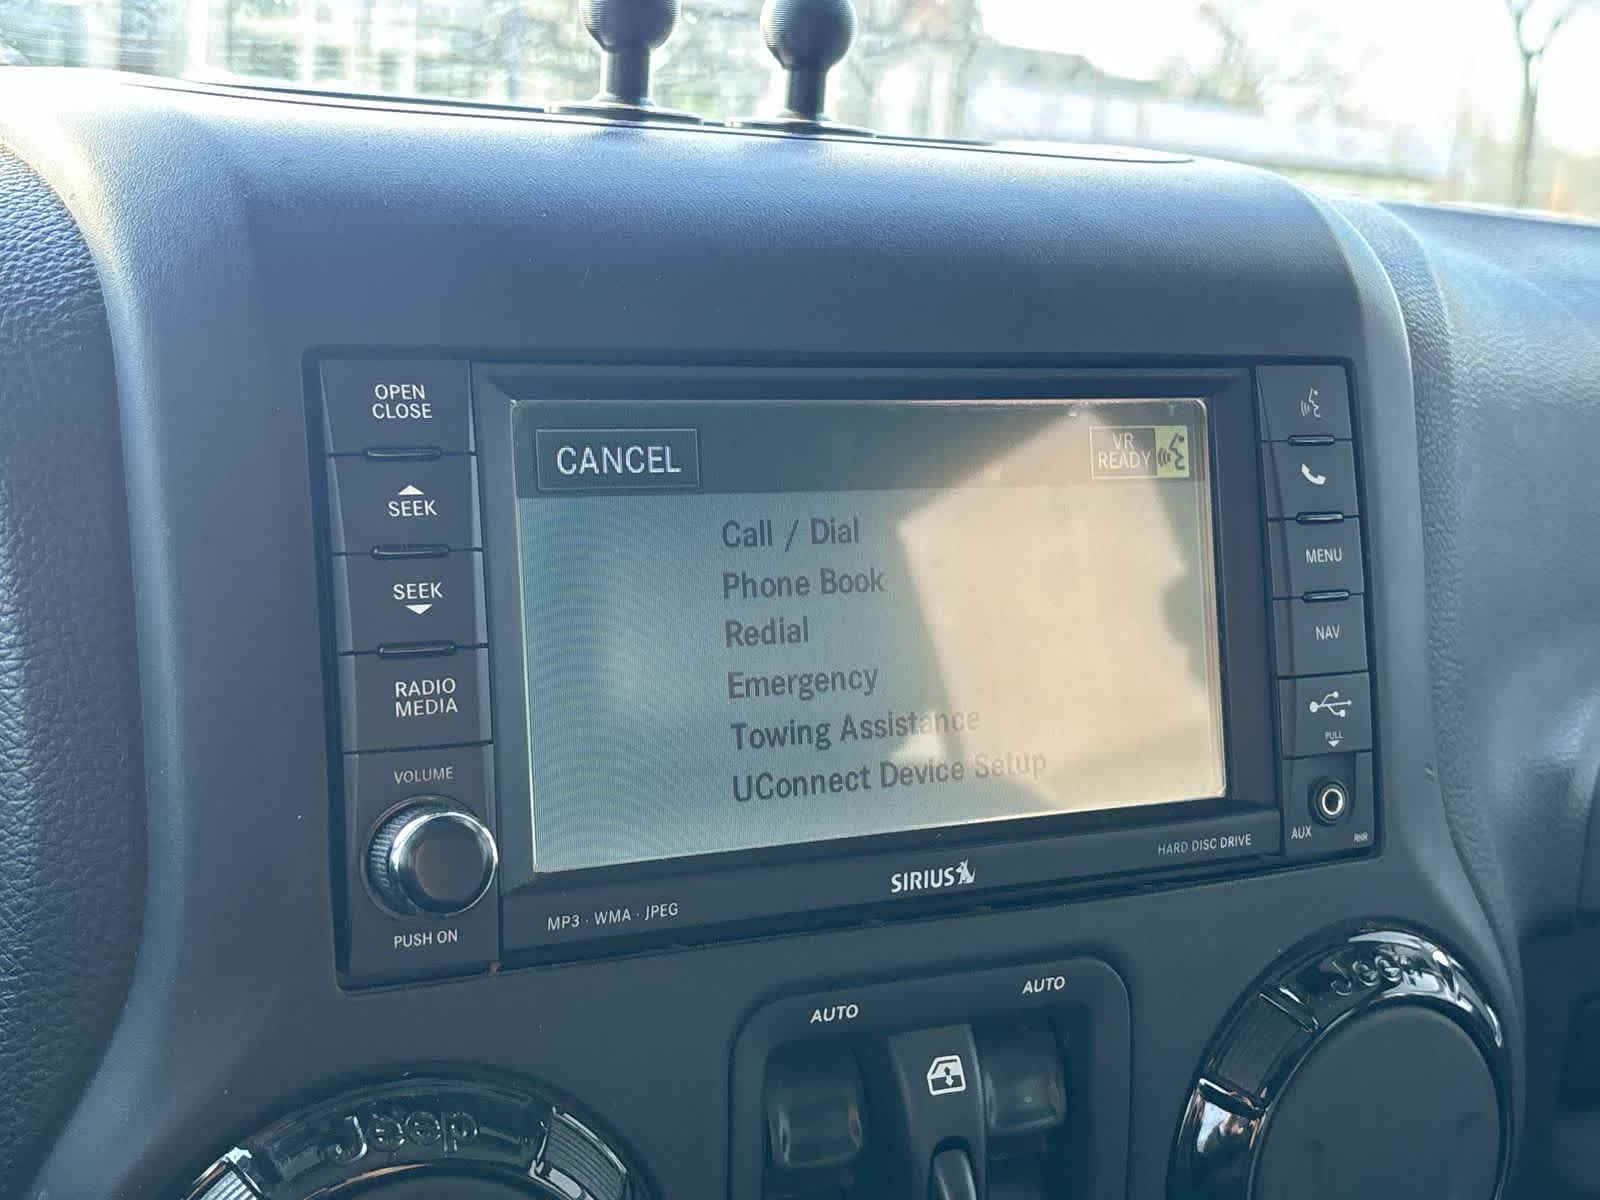 OPEN
CLOSE
SEEK
SEEK
RADIO
MEDIA
VOLUME
PUSH ON
CANCEL
VR
READY
Call / Dial
Phone Book
Redial
Emergency
Towing Assistance
UConnect Device Setup
MENU
NAV
PULL
AUX
RHR
MP3 · WMA · JPEG
SIRIUS
HARD DISC DRIVE
AUTO
AUTO
Jeep
Jeep